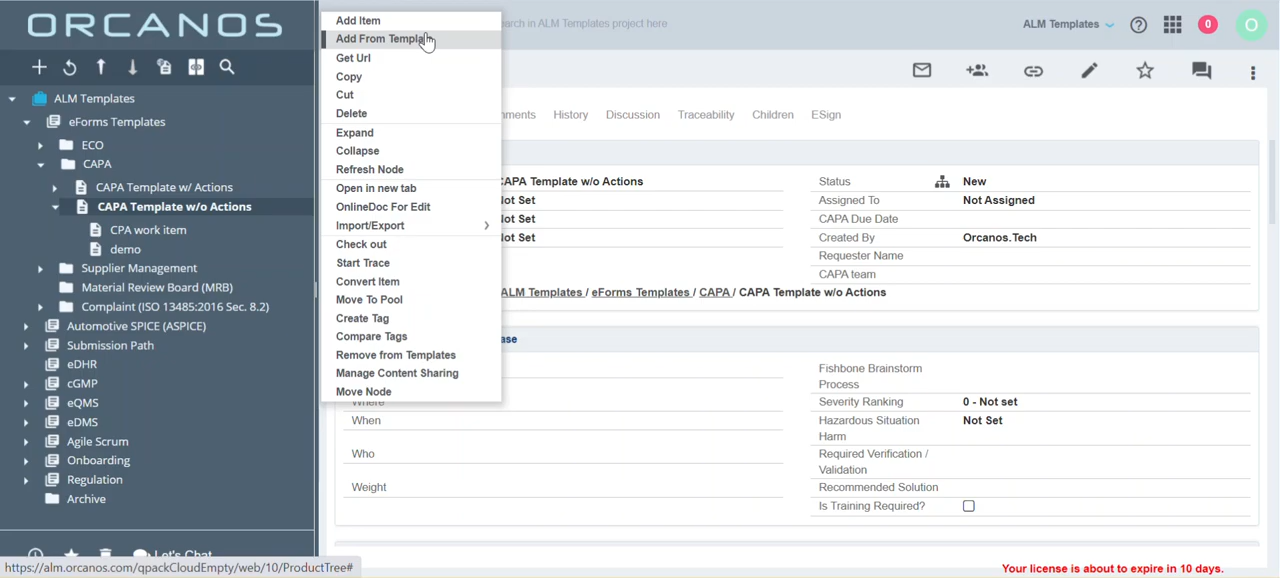 ORCANOS
ALM Templates
eForms Templates
ECO
CAPA
CAPA Template w/ Actions
CAPA Template w/o Actions
CPA work item
demo
Supplier Management
Material Review Board (MRB)
Complaint (ISO 13485:2016 Sec. 8.2)
Automotive SPICE (ASPICE)
Submission Path
eDHR
cGMP
eQMS
eDMS
Agile Scrum
Onboarding
Regulation
Archive
Let's Chat
https://alm.orcanos.com/qpackCloudEmpty/web/10/ProductTree#
Add Item
Add From Templat
Get Url
Copy
Cut
Delete
Expand
Collapse
Refresh Node
Open in new tab
OnlineDoc For Edit
Import/Export
Check out
Start Trace
Convert Item
Move To Pool
Create Tag
Compare Tags
Remove from Templates
Manage Content Sharing
Move Node
earch in ALM Templates project here
ALM Templates
0
O
ments History Discussion Traceability Children ESign
CAPA Template w/o Actions
Not Set
Not Set
Not Set
ALM Templates / eForms Templates / CAPA / CAPA Template w/o Actions
Status New
Assigned To Not Assigned
CAPA Due Date
Created By Orcanos.Tech
Requester Name
CAPA team
ase
Where
When
Who
Weight
Fishbone Brainstorm
Process
Severity Ranking 0 - Not set
Hazardous Situation Not Set
Harm
Required Verification /
Validation
Recommended Solution
Is Training Required?
Your license is about to expire in 10 days.